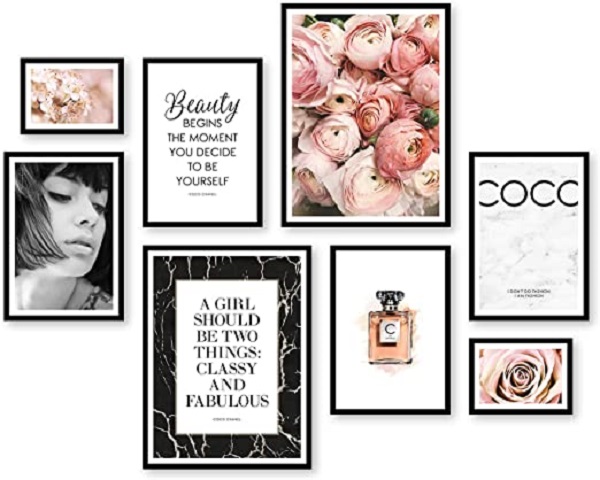 Beauty
BEGINS
THE MOMENT
YOU DECIDE
TO BE
YOURSELF
COCO
A GIRL
SHOULD
BE TWO
THINGS:
CLASSY
AND
FABULOUS
C